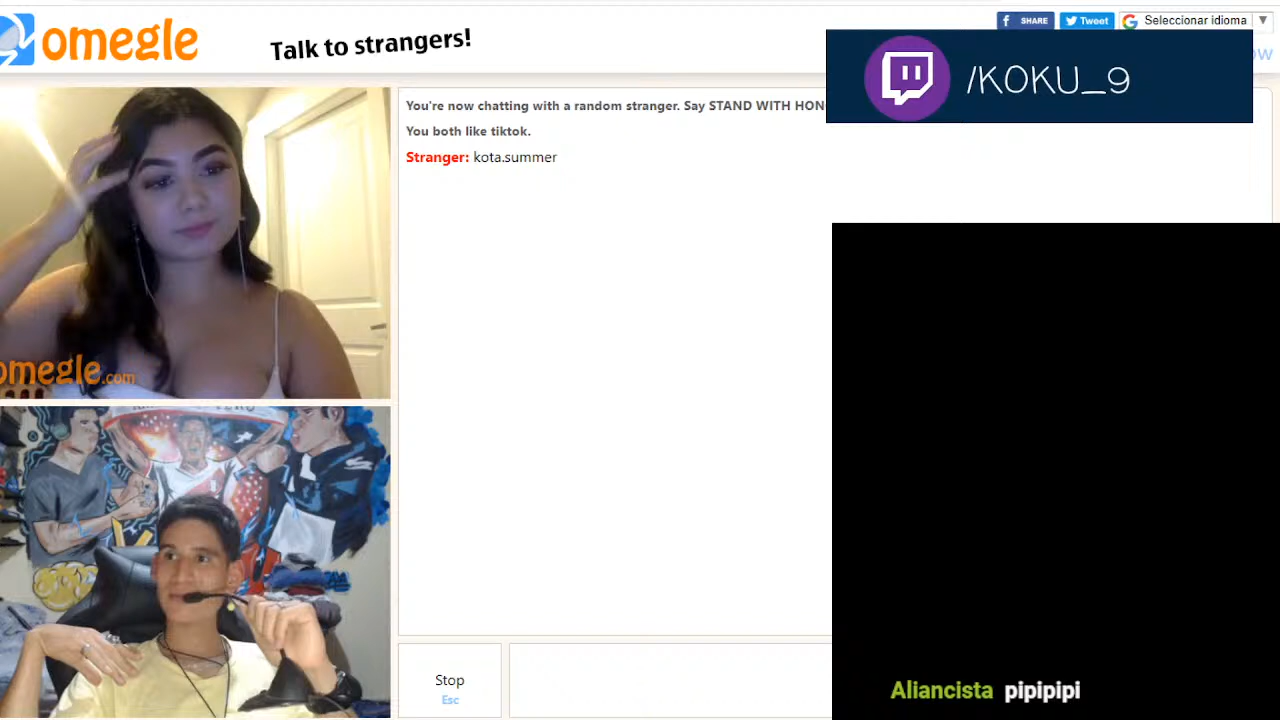 omegle
Talk to strangers!
SHARE
Tweet
Seleccionar idioma
/KOKU_9
You're now chatting with a random stranger. Say STAND WITH
You both like tiktok.
Stranger: kota.summer
omegle.com
Stop
Esc
Aliancista pipipipi